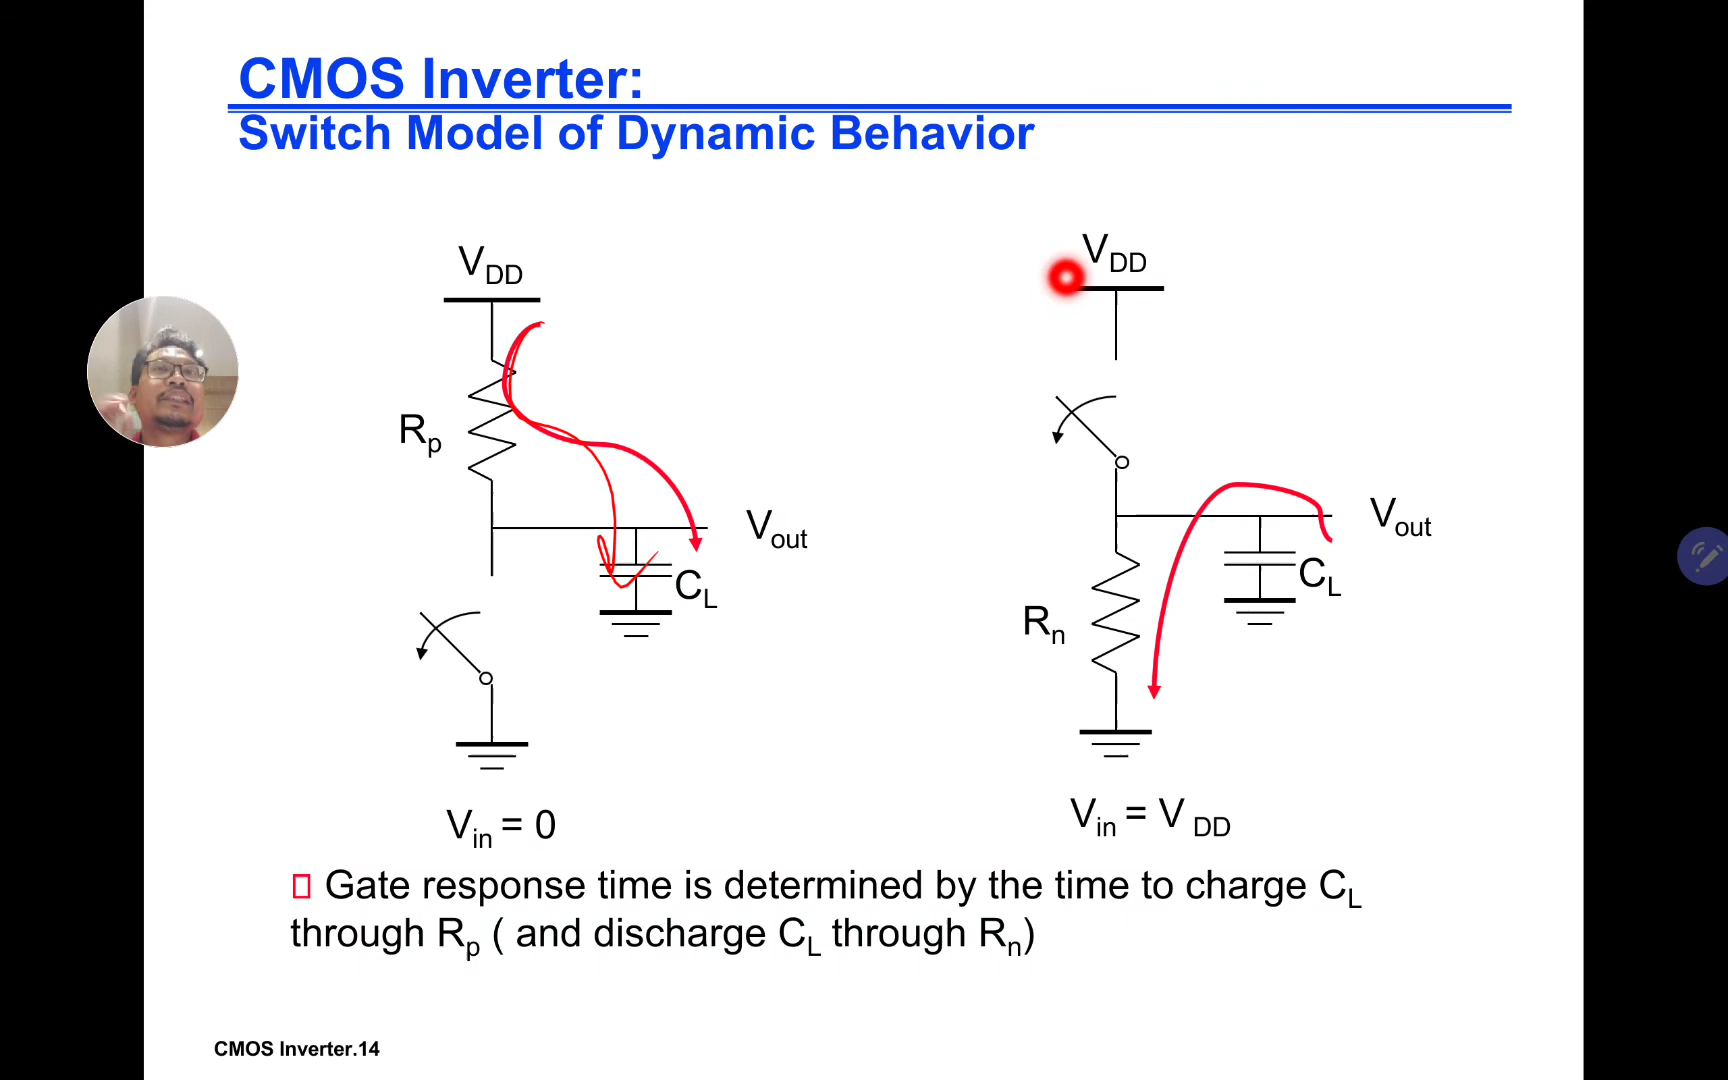 CMOS Inverter:
Switch Model of Dynamic Behavior
VDD
VDD
Rp
Vout
CL
Vout
CL
Rn
Vin = 0
Vin = V DD
Gate response time is determined by the time to charge CL
through Rp ( and discharge CL through Rn)
CMOS Inverter.14